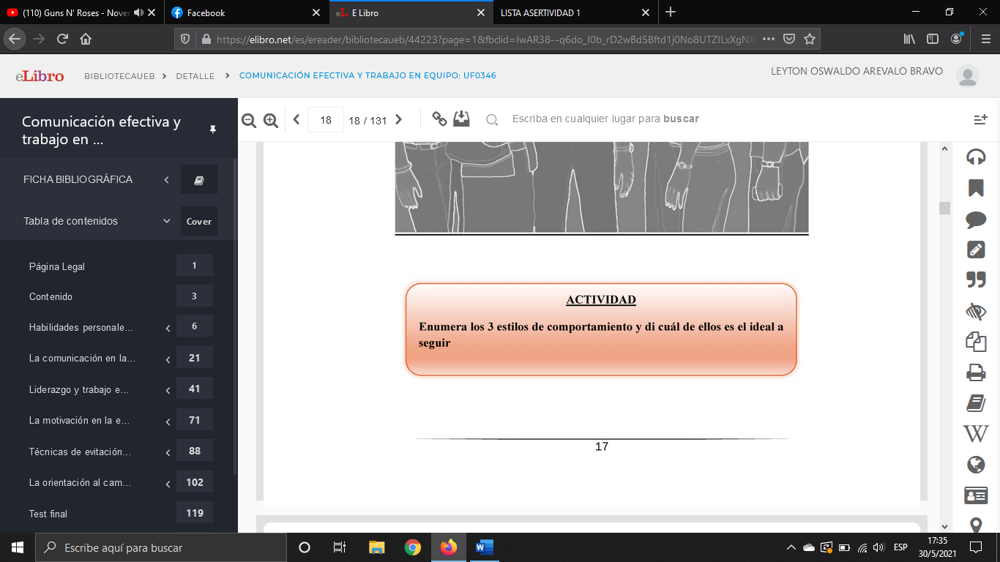 (110) Guns N' Roses - Nover
Facebook
eL E Libro
LISTA ASERTIVIDAD 1
https://elibro.net/es/ereader/bibliotecaueb/44223?page=1&fbclid=IwAR38--q6do_I0b_rD2wBd5Bftd1j0No8UTZILxXgNX
eLibro
BIBLIOTECAUEB > DETALLE > COMUNICACIÓN EFECTIVA Y TRABAJO EN EQUIPO: UF0346
LEYTON OSWALDO AREVALO BRAVO
Comunicación efectiva y
trabajo en ...
18
18 / 131
Escriba en cualquier lugar para buscar
FICHA BIBLIOGRÁFICA
Tabla de contenidos
Cover
Página Legal 1
Contenido 3
Habilidades personale... 6
La comunicación en la... 21
Liderazgo y trabajo e... 41
La motivación en la e... 71
Técnicas de evitación... 88
La orientación al cam... 102
Test final 119
ACTIVIDAD
Enumera los 3 estilos de comportamiento y di cuál de ellos es el ideal a
seguir
17
W
Escribe aquí para buscar
ESP
17:35
30/5/2021